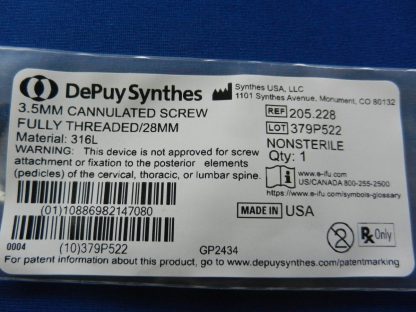 DePuy Synthes
Synthes USA, LLC
1101 Synthes Avenue, Monument, CO 80132
3.5MM CANNULATED SCREW
FULLY THREADED/28MM
Material: 316L
REF 205.228
LOT 379P522
NONSTERILE
Qty: 1
WARNING: This device is not approved for screw
attachment or fixation to the posterior elements
(pedicles) of the cervical, thoracic, or lumbar spine.
www.e-ifu.com
US/CANADA 800-255-2500
https://www.e-ifu.com/symbols-glossary
(01)10886982147080
MADE IN USA
0004
(10)379P522
GP2434
2
Rx Only
For patent information about this product, go to www.depuysynthes.com/patentmarking